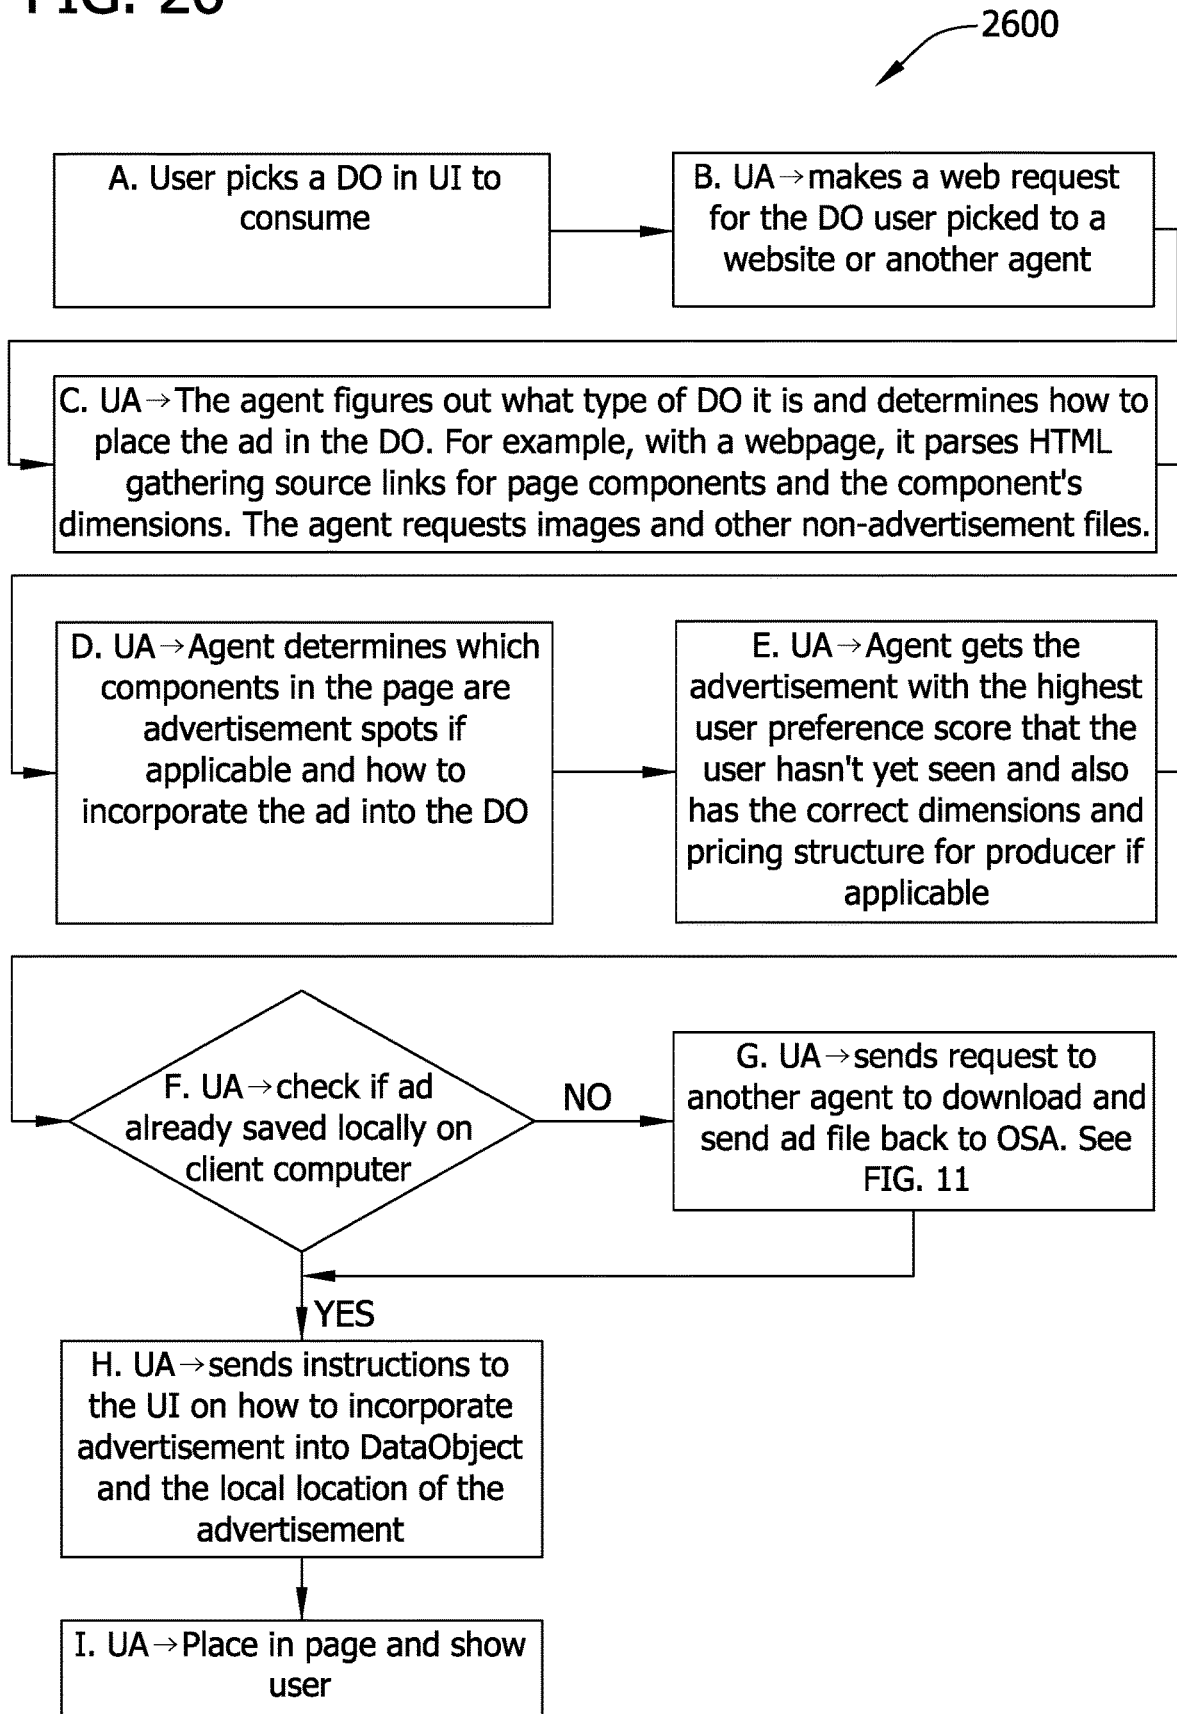 FIG. 26
2600
A. User picks a DO in UI to
consume
B. UA→makes a web request
for the DO user picked to a
website or another agent
C. UA→The agent figures out what type of DO it is and determines how to
place the ad in the DO. For example, with a webpage, it parses HTML
gathering source links for page components and the component's
dimensions. The agent requests images and other non-advertisement files.
D. UA→Agent determines which
components in the page are
advertisement spots if
applicable and how to
incorporate the ad into the DO
E. UA→Agent gets the
advertisement with the highest
user preference score that the
user hasn't yet seen and also
has the correct dimensions and
pricing structure for producer if
applicable
F. UA→check if ad
already saved locally on
client computer
NO
G. UA→sends request to
another agent to download and
send ad file back to OSA. See
FIG. 11
YES
H. UA→sends instructions to
the UI on how to incorporate
advertisement into DataObject
and the local location of the
advertisement
I. UA→Place in page and show
user